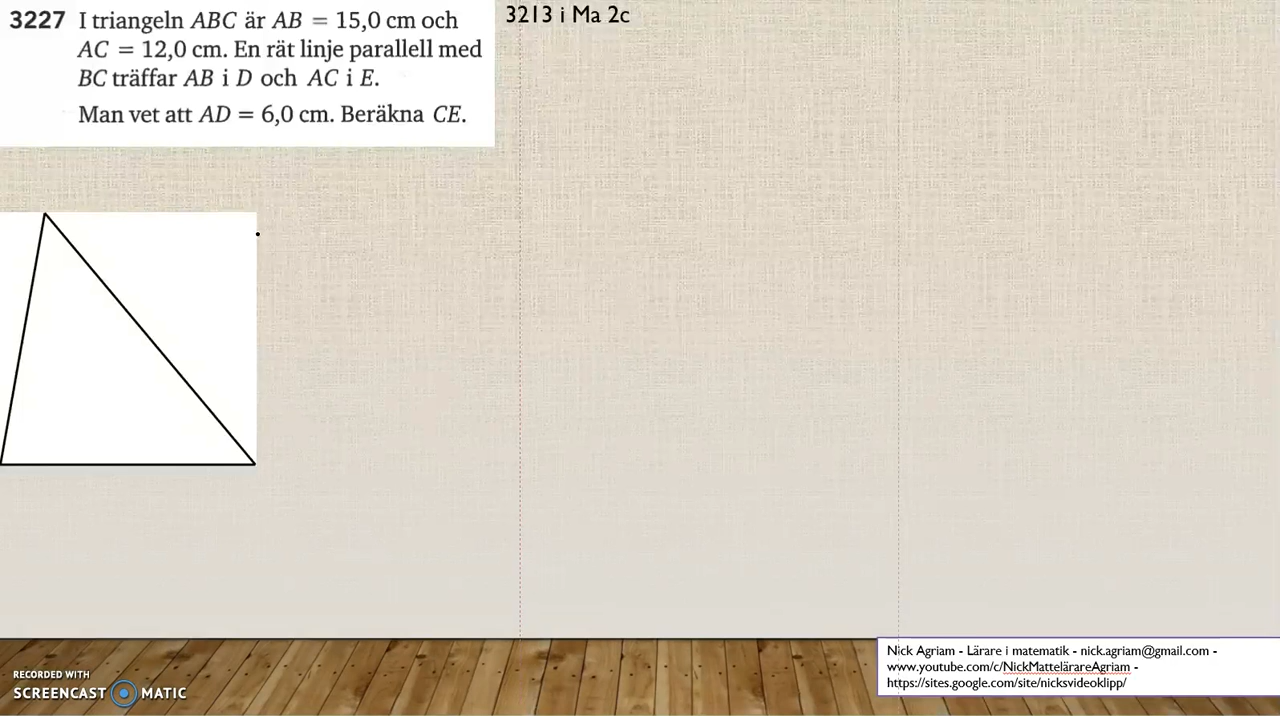 3227 I triangeln ABC är AB = 15,0 cm och
AC = 12,0 cm. En rät linje parallell med
BC träffar AB i D och AC i E.
Man vet att AD = 6,0 cm. Beräkna CE.
3213 i Ma 2c
Nick Agriam - Lärare i matematik - nick.agriam@gmail.com -
www.youtube.com/c/NickMattelärareAgriam -
https://sites.google.com/site/nicksvideoklipp/
RECORDED WITH
SCREENCAST MATIC